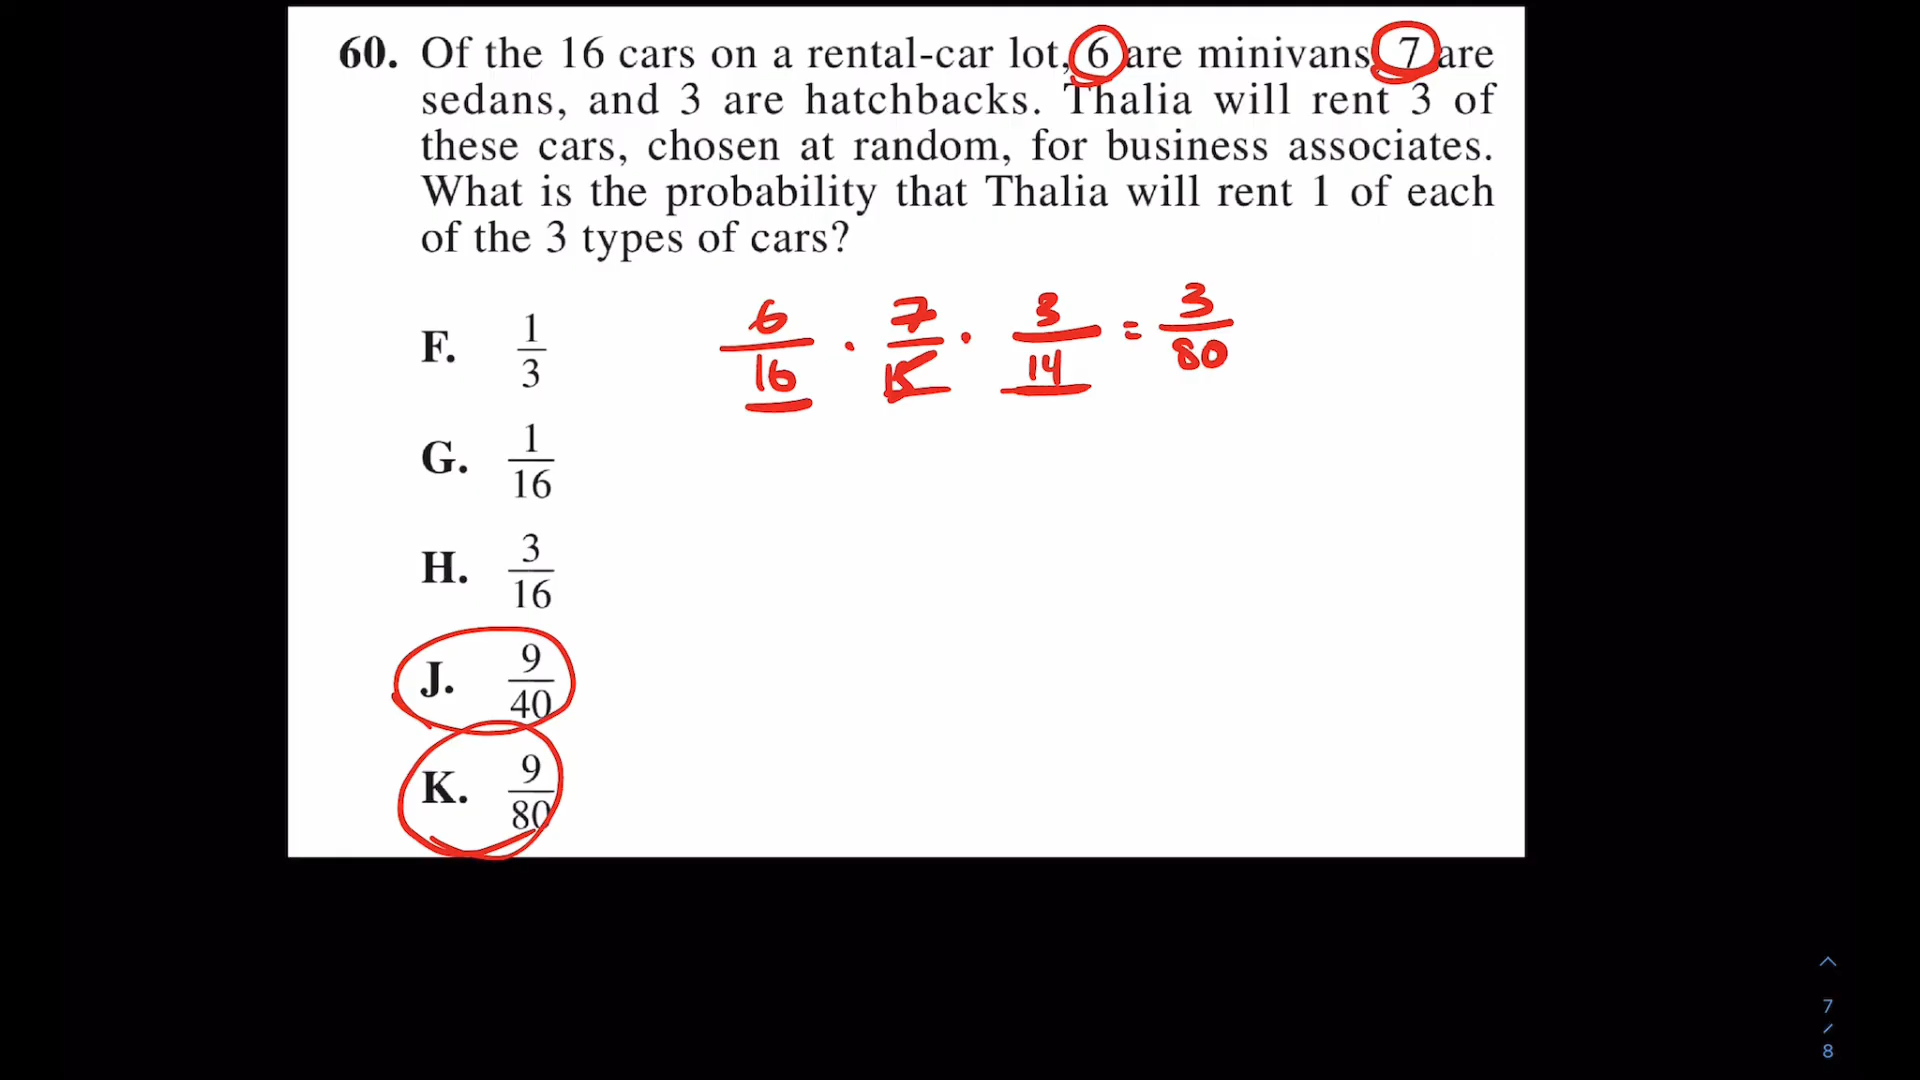 60. Of the 16 cars on a rental-car lot, 6 are minivans, 7 are
sedans, and 3 are hatchbacks. Thalia will rent 3 of
these cars, chosen at random, for business associates.
What is the probability that Thalia will rent 1 of each
of the 3 types of cars?
6/16 · 7/15 · 3/14 = 3/80
F. 1/3
G. 1/16
H. 3/16
J. 9/40
K. 9/80
^
7
/
8